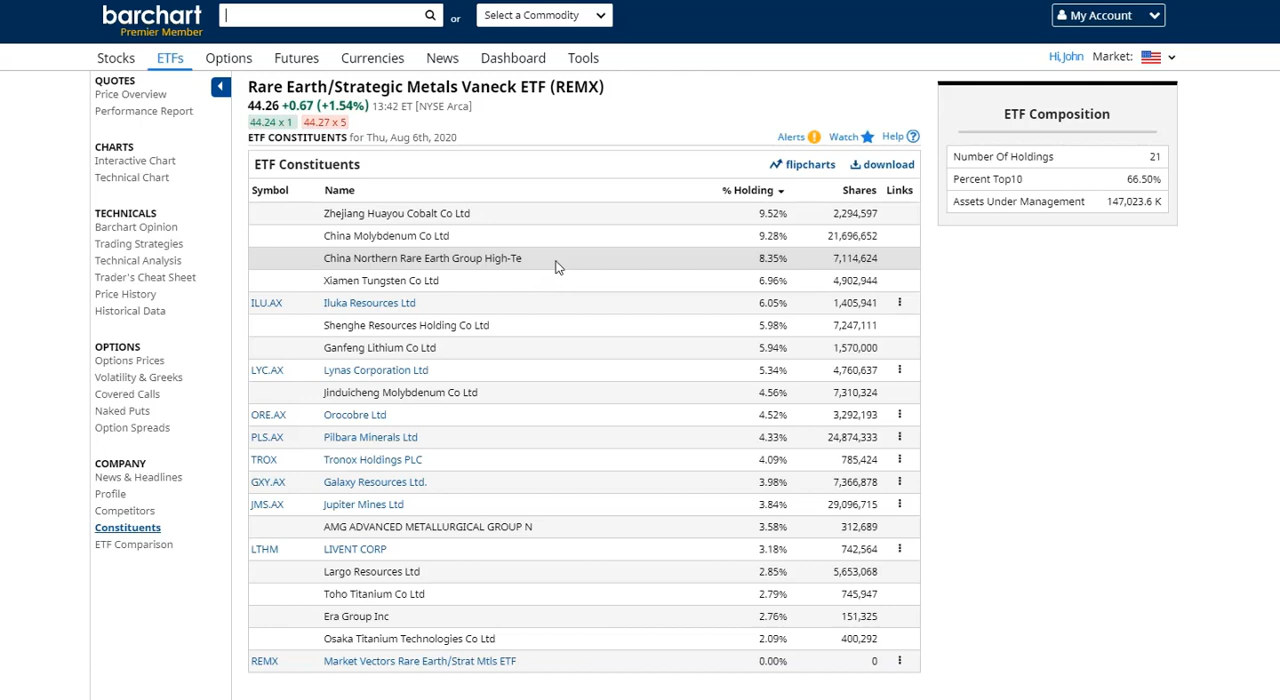 barchart
Premier Member
or
Select a Commodity
My Account
Stocks ETFs Options Futures Currencies News Dashboard Tools
Hi, John Market:
QUOTES
Price Overview
Performance Report
CHARTS
Interactive Chart
Technical Chart
TECHNICALS
Barchart Opinion
Trading Strategies
Technical Analysis
Trader's Cheat Sheet
Price History
Historical Data
OPTIONS
Options Prices
Volatility & Greeks
Covered Calls
Naked Puts
Option Spreads
COMPANY
News & Headlines
Profile
Competitors
Constituents
ETF Comparison
Rare Earth/Strategic Metals Vaneck ETF (REMX)
44.26 +0.67 (+1.54%) 13:42 ET [NYSE Arca]
44.24 x 1 44.27 x 5
ETF CONSTITUENTS for Thu, Aug 6th, 2020
Alerts ! Watch Help ?
ETF Constituents flipcharts download
Symbol Name % Holding Shares Links
Zhejiang Huayou Cobalt Co Ltd 9.52% 2,294,597
China Molybdenum Co Ltd 9.28% 21,696,652
China Northern Rare Earth Group High-Te 8.35% 7,114,624
Xiamen Tungsten Co Ltd 6.96% 4,902,944
ILU.AX Iluka Resources Ltd 6.05% 1,405,941
Shenghe Resources Holding Co Ltd 5.98% 7,247,111
Ganfeng Lithium Co Ltd 5.94% 1,570,000
LYC.AX Lynas Corporation Ltd 5.34% 4,760,637
Jinduicheng Molybdenum Co Ltd 4.56% 7,310,324
ORE.AX Orocobre Ltd 4.52% 3,292,193
PLS.AX Pilbara Minerals Ltd 4.33% 24,874,333
TROX Tronox Holdings PLC 4.09% 785,424
GXY.AX Galaxy Resources Ltd. 3.98% 7,366,878
JMS.AX Jupiter Mines Ltd 3.84% 29,096,715
AMG ADVANCED METALLURGICAL GROUP N 3.58% 312,689
LTHM LIVENT CORP 3.18% 742,564
Largo Resources Ltd 2.85% 5,653,068
Toho Titanium Co Ltd 2.79% 745,947
Era Group Inc 2.76% 151,325
Osaka Titanium Technologies Co Ltd 2.09% 400,292
REMX Market Vectors Rare Earth/Strat Mtls ETF 0.00% 0
ETF Composition
Number Of Holdings 21
Percent Top10 66.50%
Assets Under Management 147,023.6 K